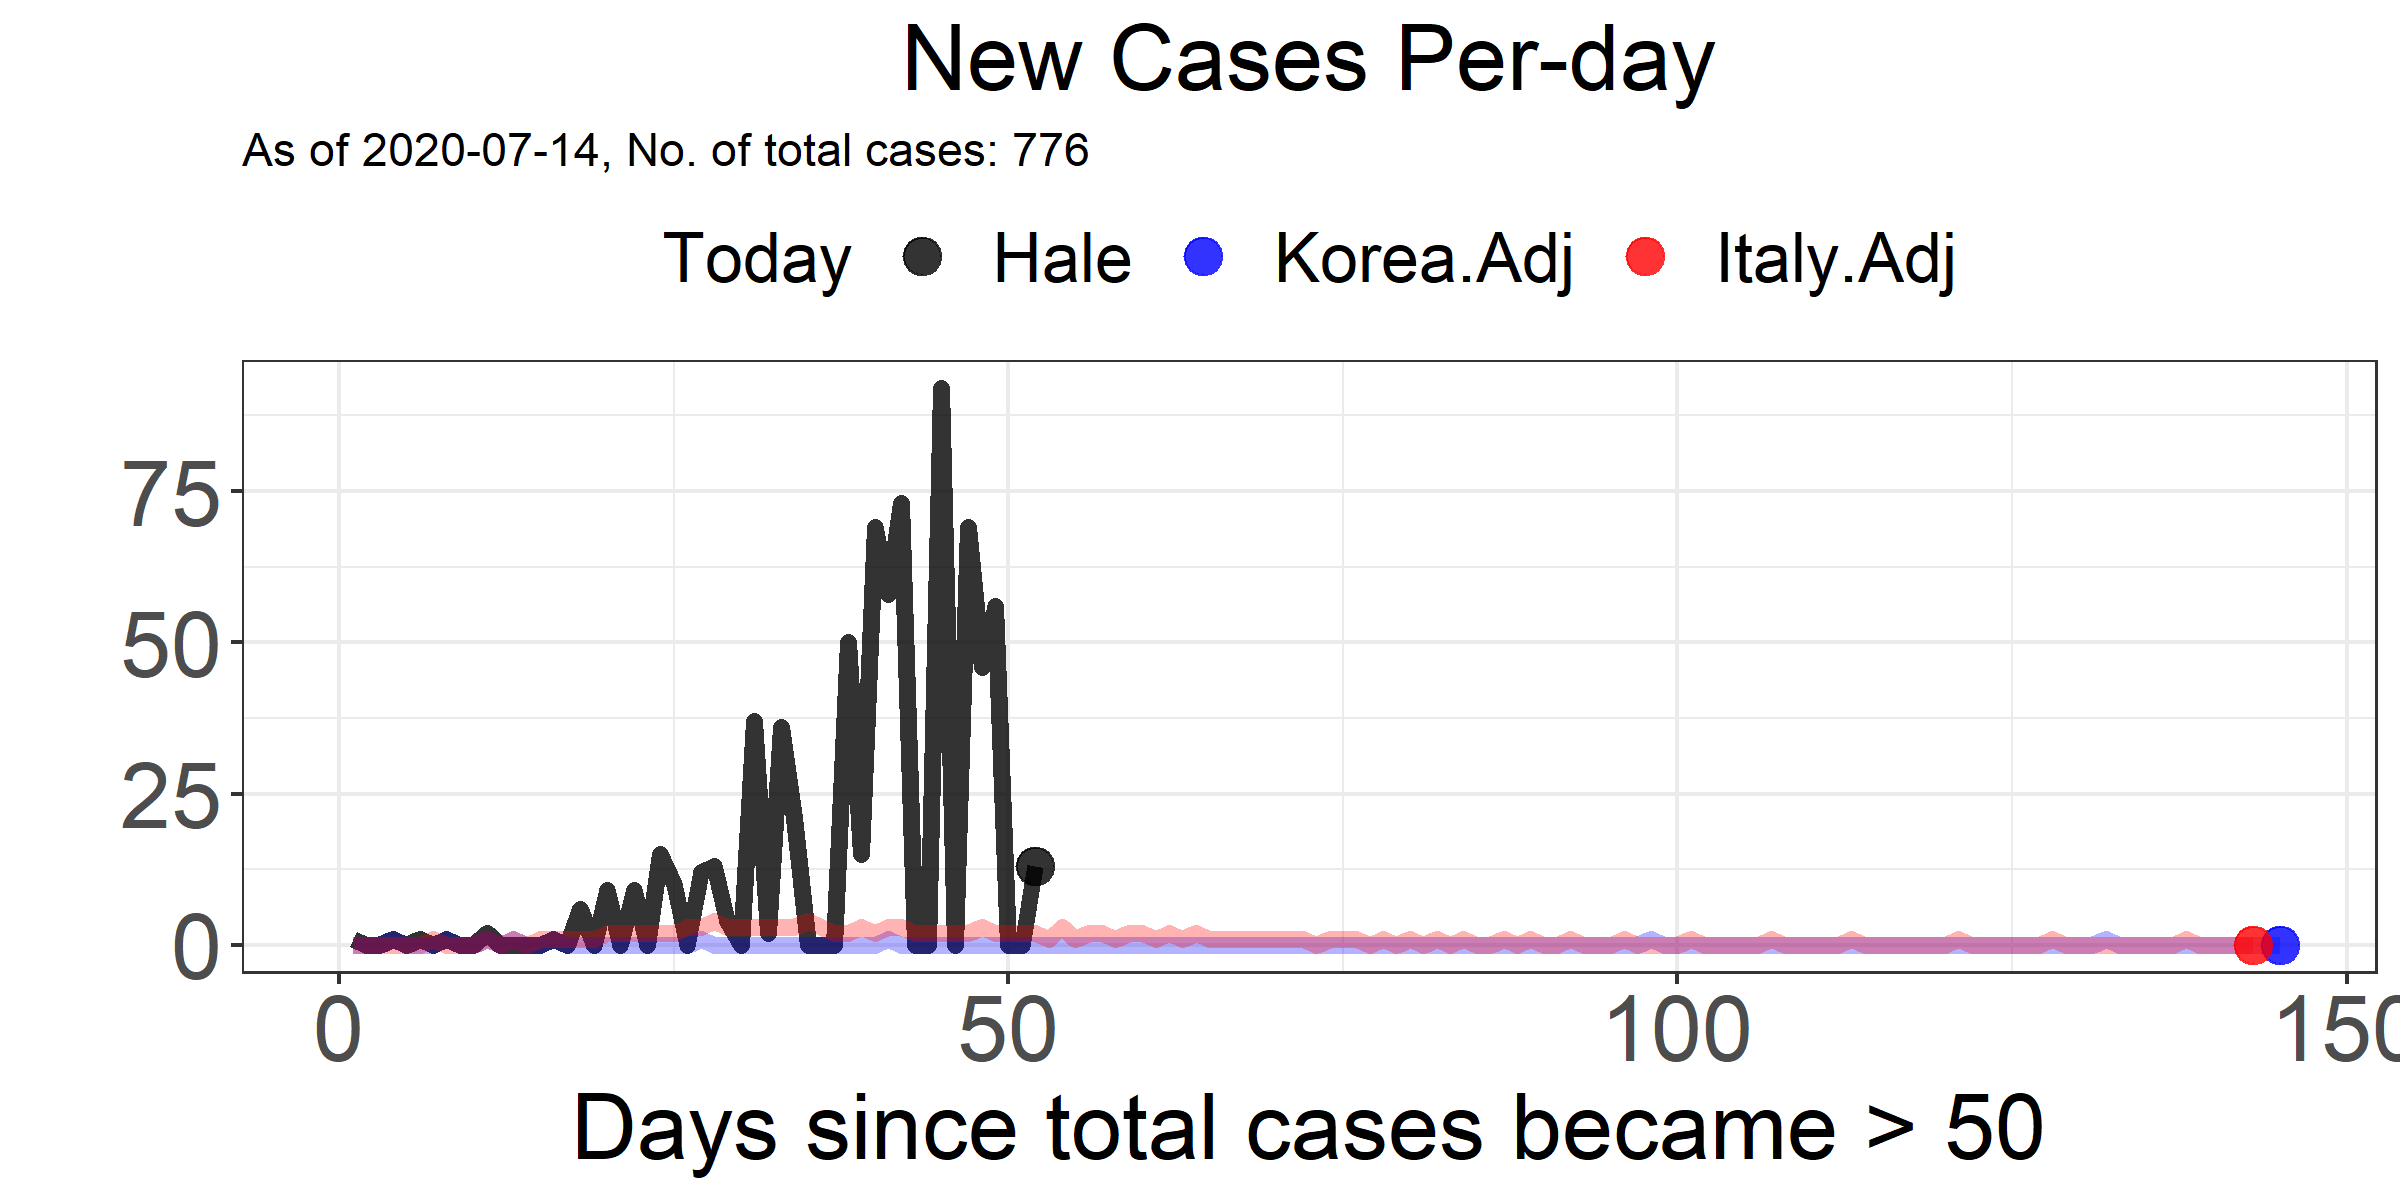 New Cases Per-day
As of 2020-07-14, No. of total cases: 776
Today Hale Korea.Adj Italy.Adj
75
50
25
0
0 50 100 150
Days since total cases became > 50